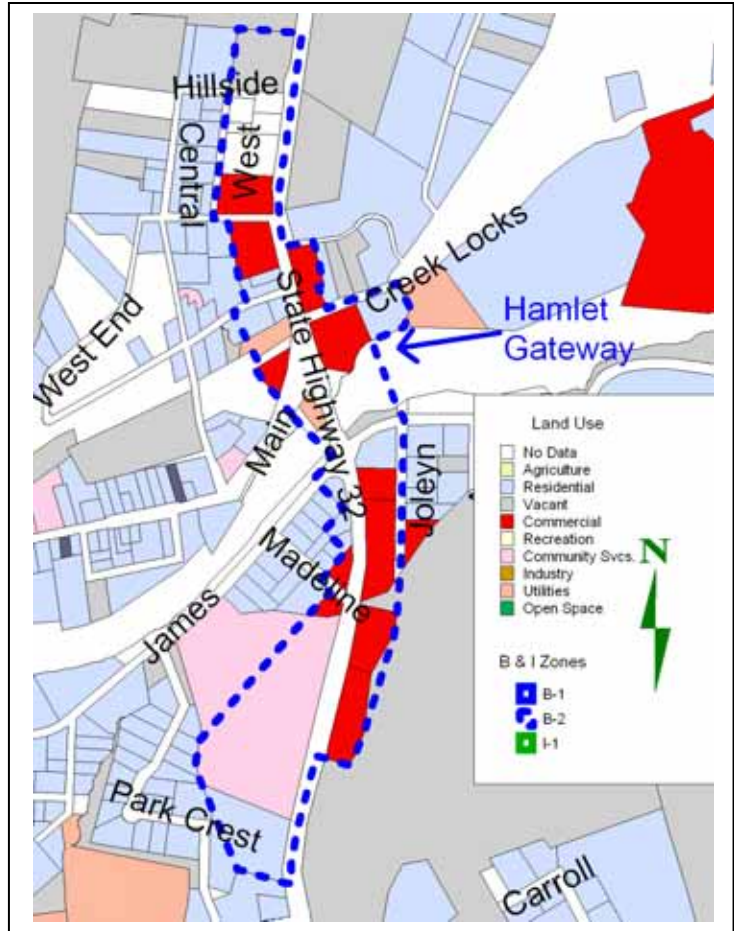 Hillside
Central
West
Creek Locks
State Highway 32
West End
Hamlet
Gateway
Main
Joleyn
Madeline
James
Park Crest
Carroll
Land Use
No Data
Agriculture
Residential
Vacant
Commercial
Recreation
Community Svcs.
Industry
Utilities
Open Space
N
B & I Zones
B-1
B-2
I-1